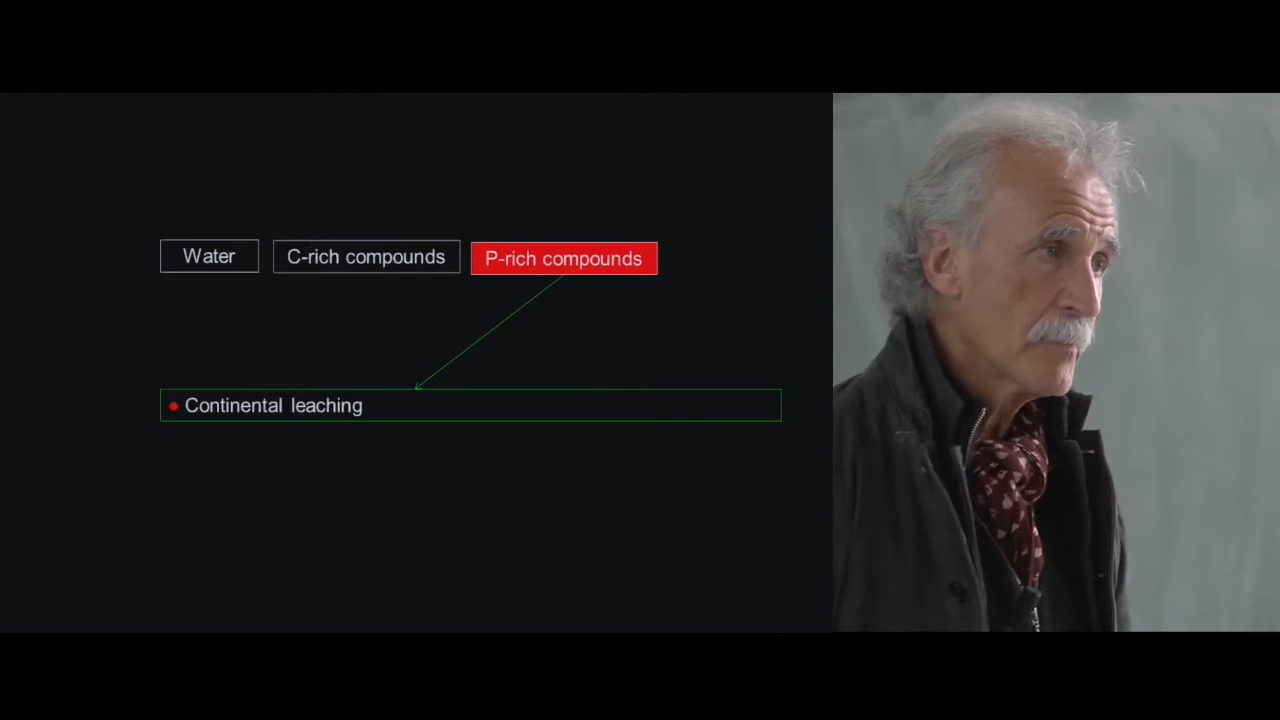 Water
C-rich compounds
P-rich compounds
Continental leaching